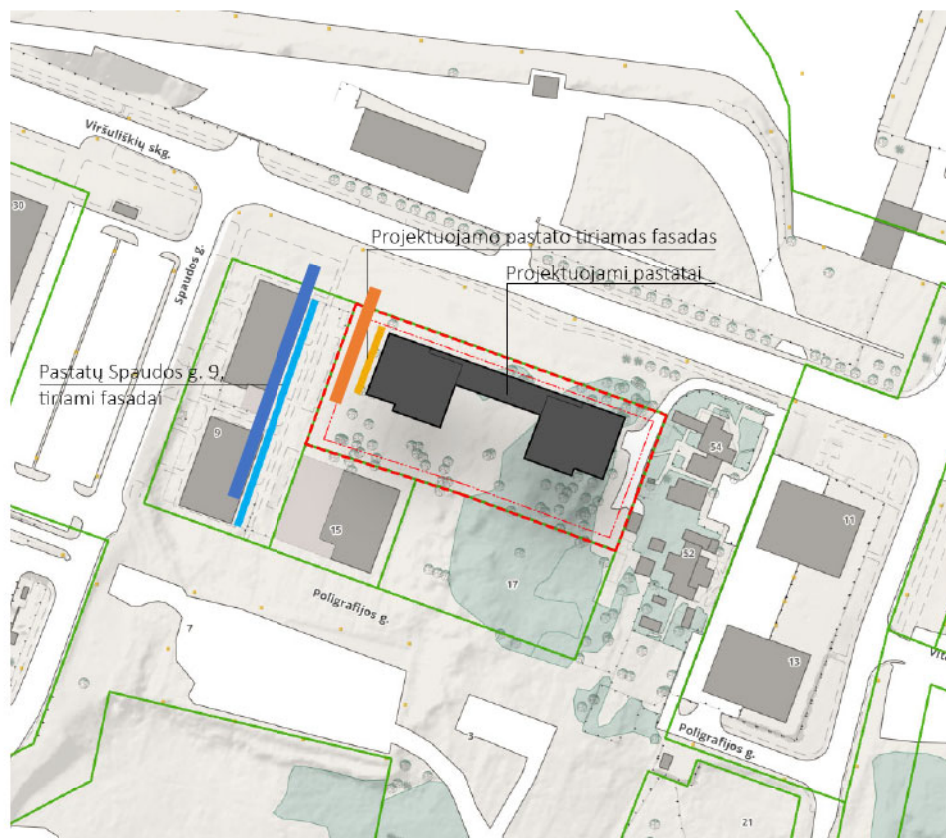 Viršuliškių skg.
30
Projektuojamo pastato tiriamas fasadas
Projektuojami pastatai
Spaudos g.
Pastatų Spaudos g. 9,
tiriami fasadai
9
54
11
15
52
17
Poligrafijos g.
7
13
3
Poligrafijos g.
21